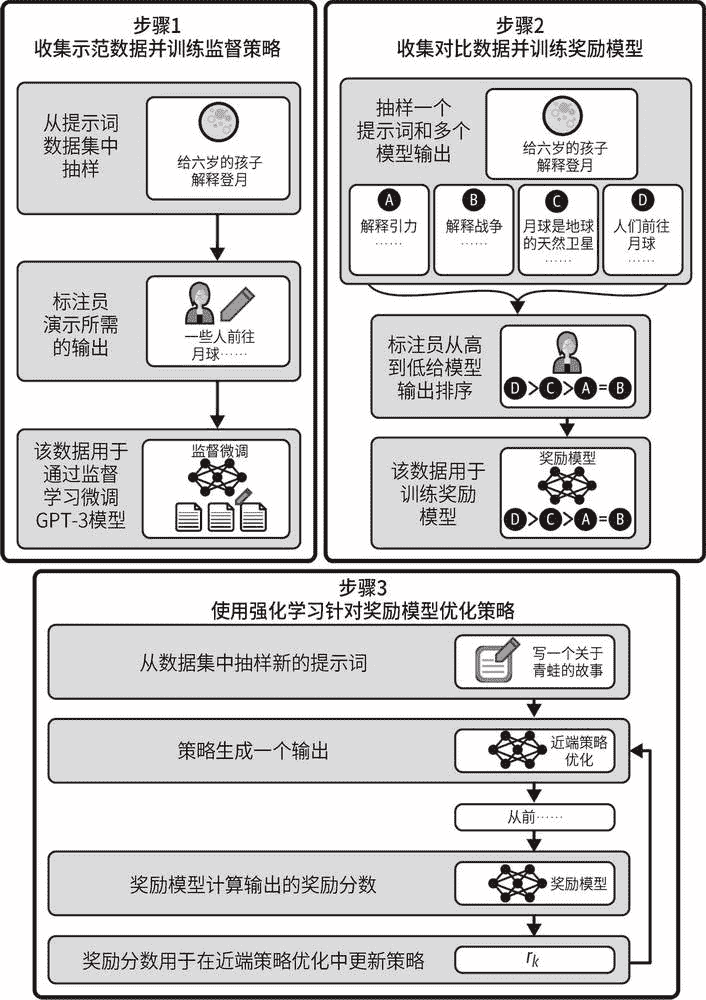 步骤1
收集示范数据并训练监督策略
从提示词
数据集中
抽样
给六岁的孩子
解释登月
标注员
演示所需
的输出
一些人前往
月球……
该数据用于
通过监督
学习微调
GPT-3模型
监督微调
步骤2
收集对比数据并训练奖励模型
抽样一个
提示词和多个
模型输出
给六岁的孩子
解释登月
A
解释引力
……
B
解释战争
……
C
月球是地球
的天然卫星
……
D
人们前往
月球
……
标注员从高
到低给模型
输出排序
D>C>A=B
该数据用于
训练奖励
模型
奖励模型
D>C>A=B
步骤3
使用强化学习针对奖励模型优化策略
从数据集中抽样新的提示词
写一个关于
青蛙的故事
策略生成一个输出
近端策略
优化
从前……
奖励模型计算输出的奖励分数
奖励模型
奖励分数用于在近端策略优化中更新策略
rk